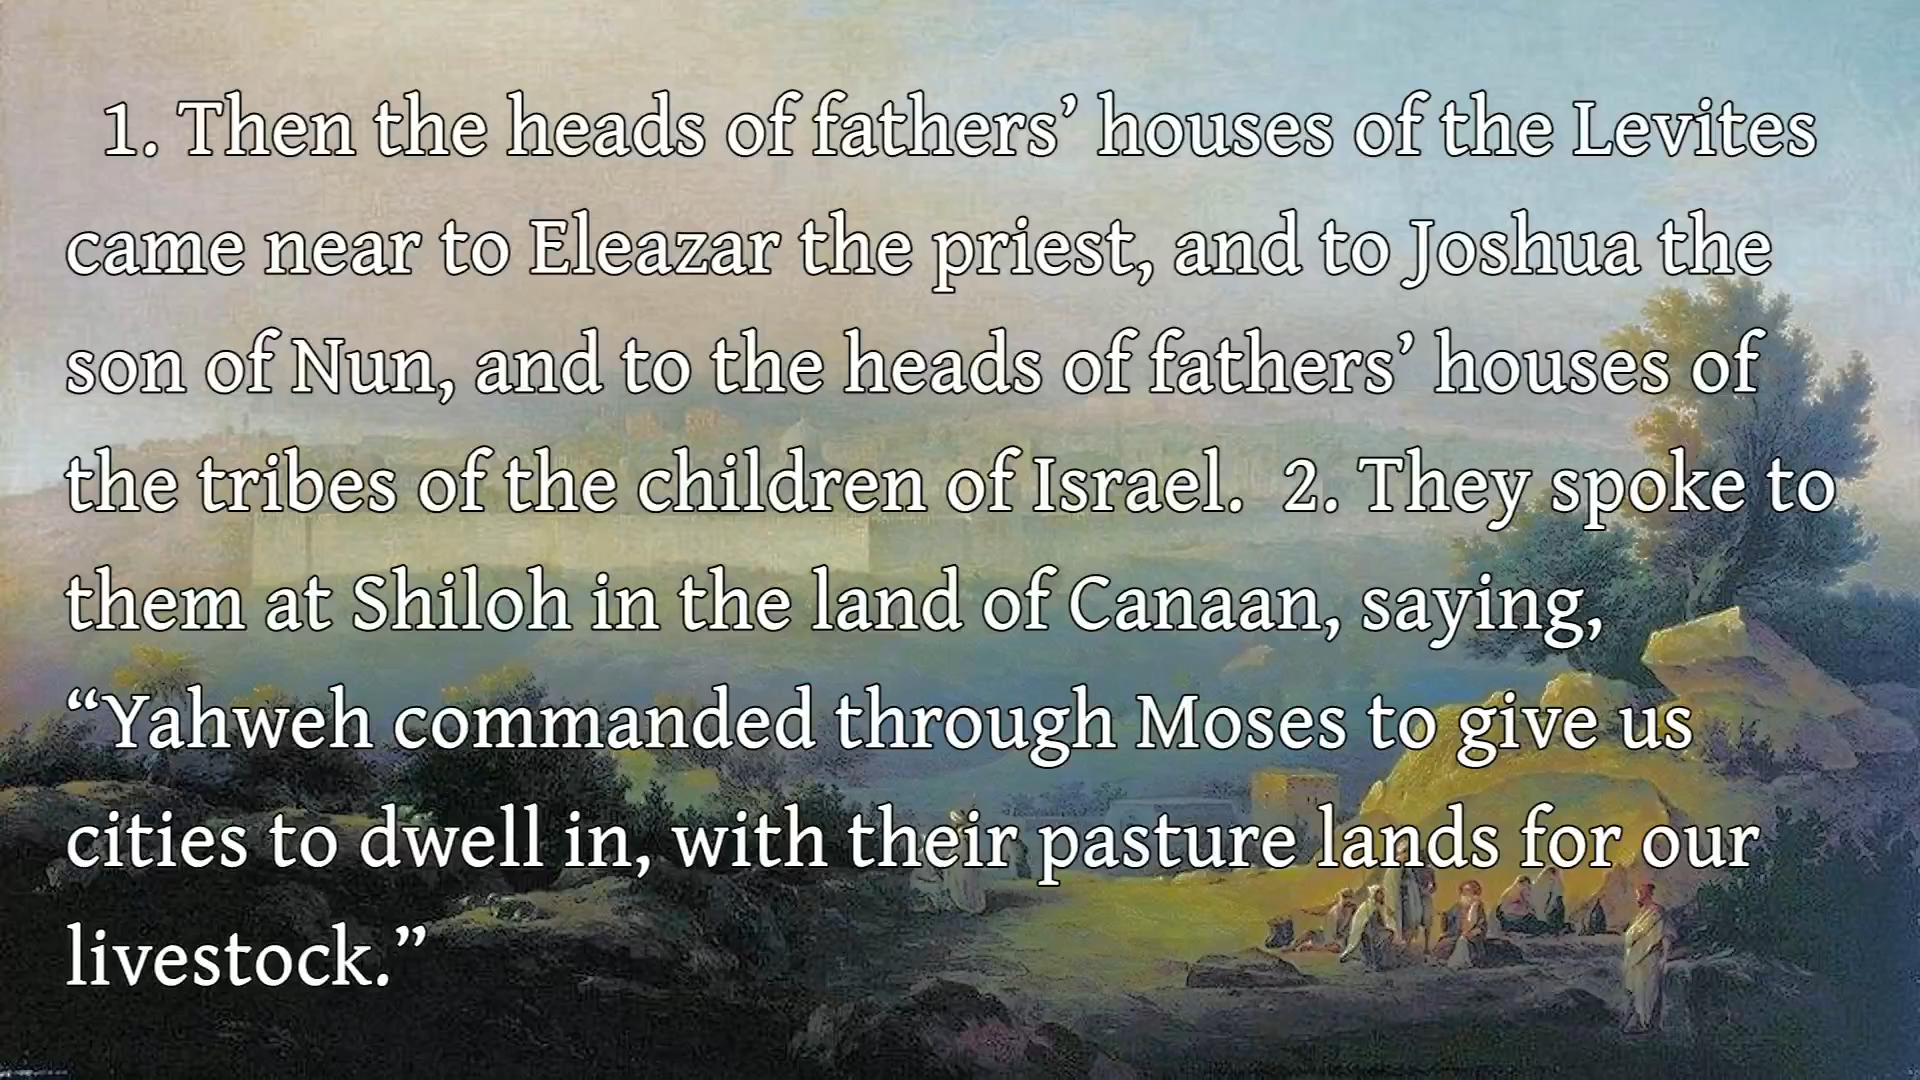 1. Then the heads of fathers’ houses of the Levites
came near to Eleazar the priest, and to Joshua the
son of Nun, and to the heads of fathers’ houses of
the tribes of the children of Israel.  2. They spoke to
them at Shiloh in the land of Canaan, saying,
“Yahweh commanded through Moses to give us
cities to dwell in, with their pasture lands for our
livestock.”